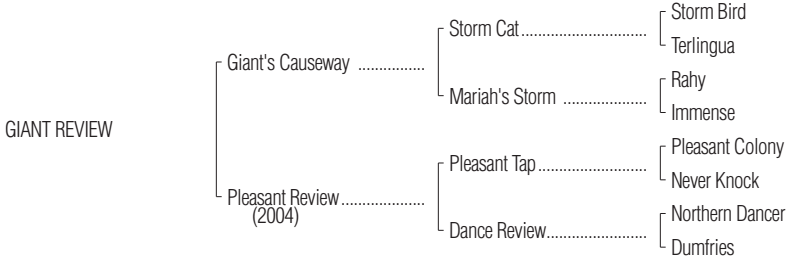 Storm Bird
Storm Cat..............................
Terlingua
Giant's Causeway ................
Rahy
Mariah's Storm ....................
Immense
GIANT REVIEW
Pleasant Colony
Pleasant Tap..........................
Never Knock
Pleasant Review....................
(2004)
Northern Dancer
Dance Review........................
Dumfries